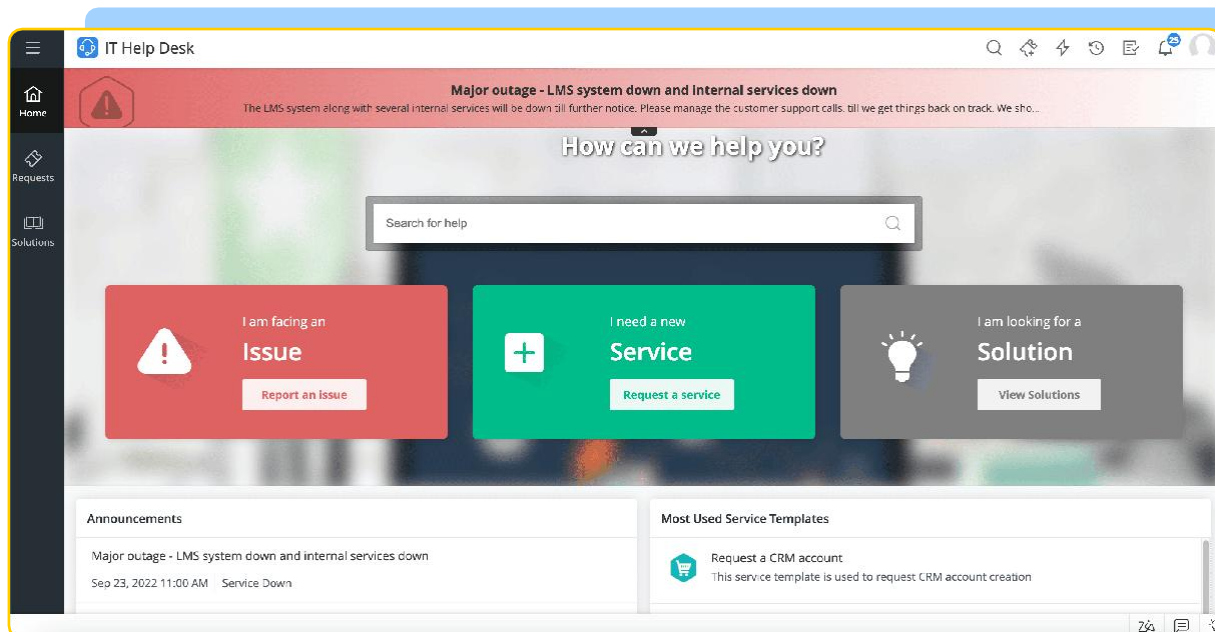 IT Help Desk
25
Major outage - LMS system down and internal services down
The LMS system along with several internal services will be down till further notice. Please manage the customer support calls. till we get things back on track. We sho...
Home
How can we help you?
Requests
Search for help
Solutions
I am facing an
Issue
Report an issue
I need a new
Service
Request a service
I am looking for a
Solution
View Solutions
Announcements
Major outage - LMS system down and internal services down
Sep 23, 2022 11:00 AM Service Down
Most Used Service Templates
Request a CRM account
This service template is used to request CRM account creation